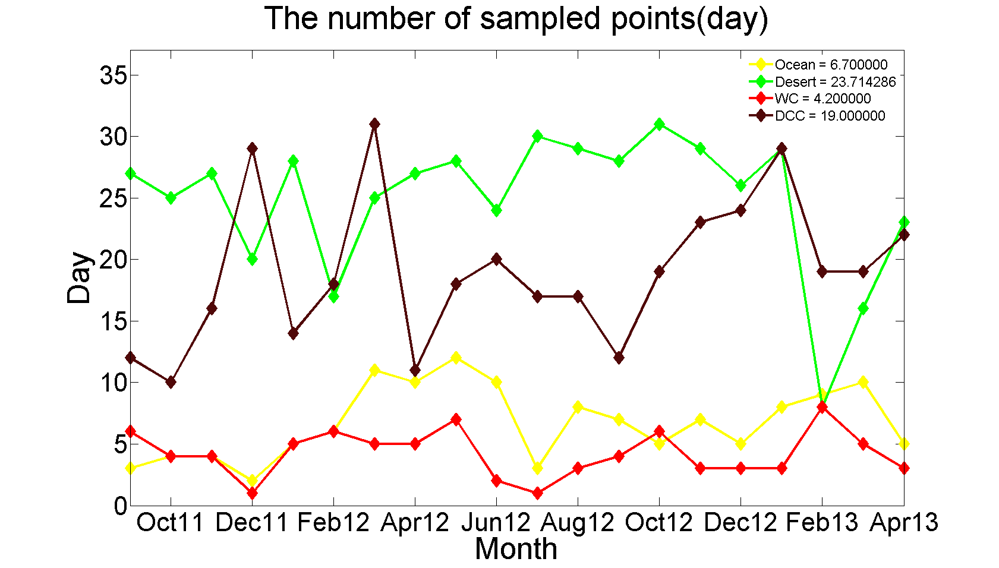 The number of sampled points(day)
Ocean = 6.700000
Desert = 23.714286
WC = 4.200000
DCC = 19.000000
35
30
25
20
15
10
5
0
Day
Oct11 Dec11 Feb12 Apr12 Jun12 Aug12 Oct12 Dec12 Feb13 Apr13
Month